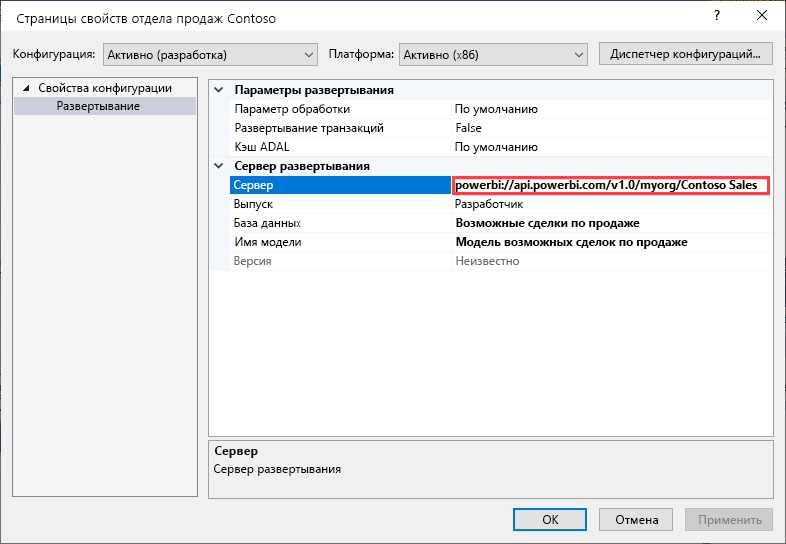 Страницы свойств отдела продаж Contoso
?
Конфигурация: Активно (разработка) Платформа: Активно (x86) Диспетчер конфигураций...
Свойства конфигурации
Развертывание
Параметры развертывания
Параметр обработки По умолчанию
Развертывание транзакций False
Кэш ADAL По умолчанию
Сервер развертывания
Сервер powerbi://api.powerbi.com/v1.0/myorg/Contoso Sales
Выпуск Разработчик
База данных Возможные сделки по продаже
Имя модели Модель возможных сделок по продаже
Версия Неизвестно
Сервер
Сервер развертывания
OK Отмена Применить